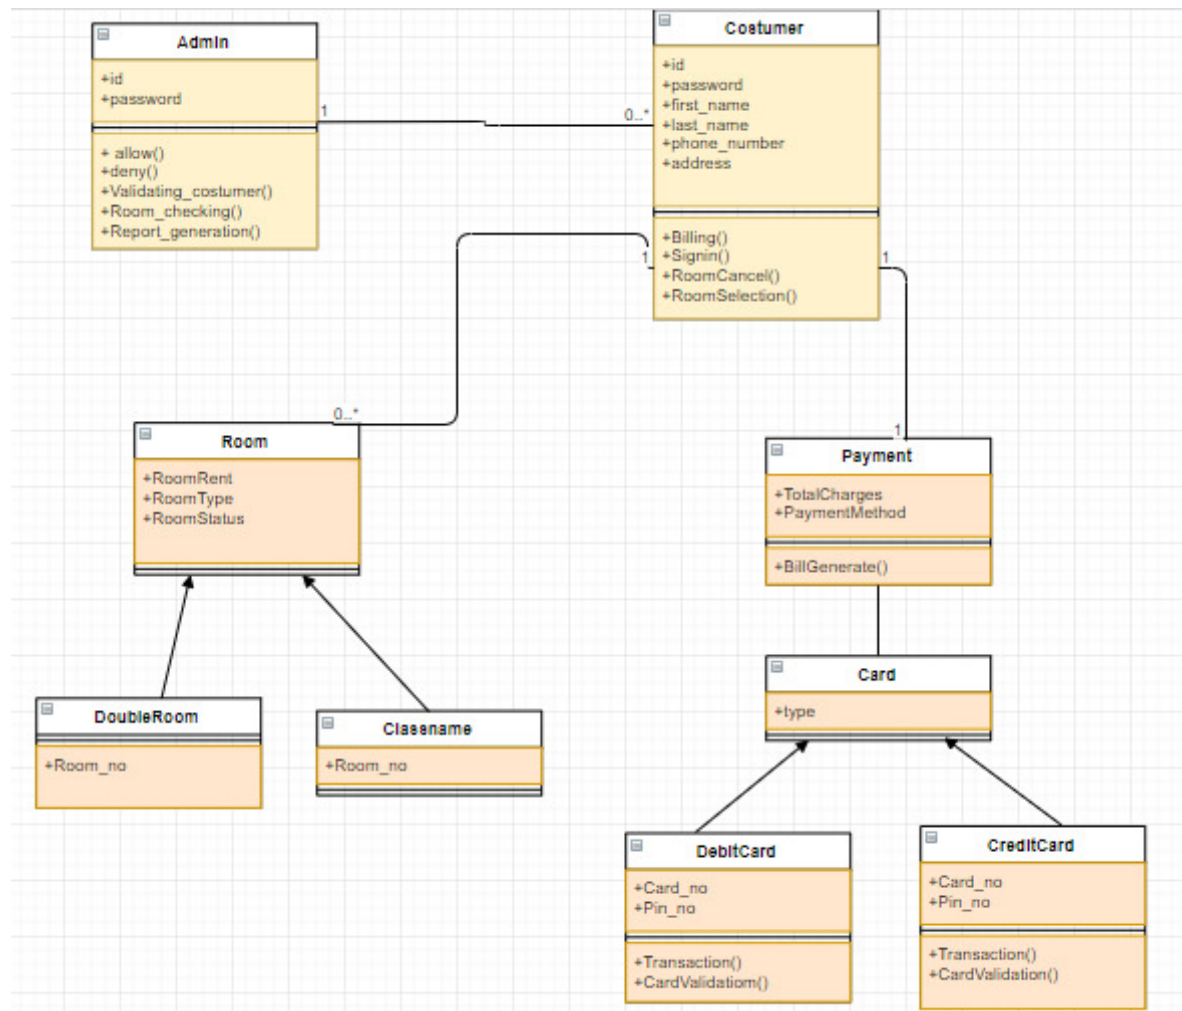 Admin
+id
+password
+ allow()
+deny()
+Validating_costumer()
+Room_checking()
+Report_generation()
1
0..*
Costumer
+id
+password
+first_name
+last_name
+phone_number
+address
+Billing()
+Signin()
+RoomCancel()
+RoomSelection()
1
1
0..*
Room
+RoomRent
+RoomType
+RoomStatus
1
Payment
+TotalCharges
+PaymentMethod
+BillGenerate()
Card
+type
DoubleRoom
+Room_no
Classname
+Room_no
DebitCard
+Card_no
+Pin_no
+Transaction()
+CardValidatiom()
CreditCard
+Card_no
+Pin_no
+Transaction()
+CardValidation()